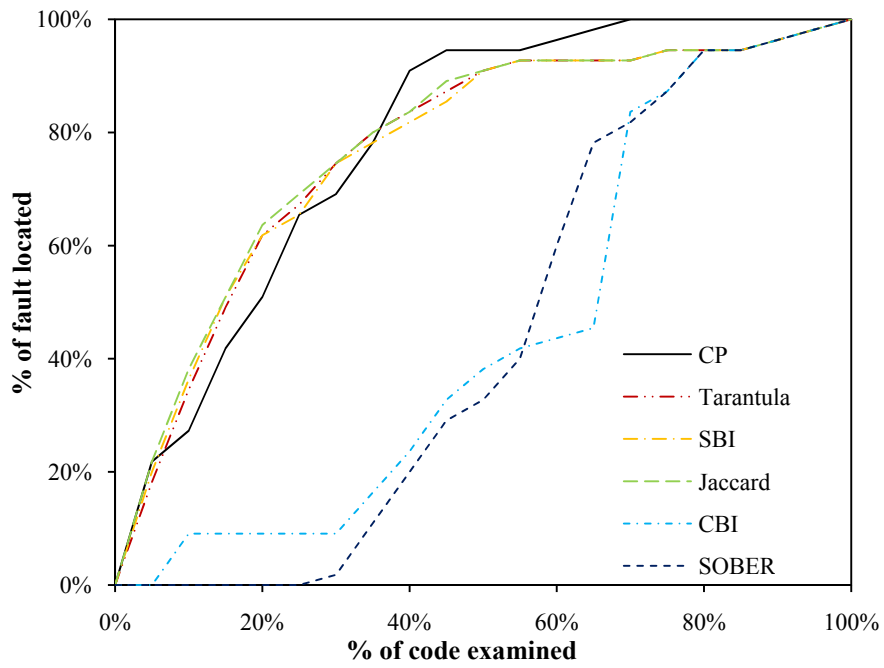 100%
80%
60%
40%
20%
0%
% of fault located
CP
Tarantula
SBI
Jaccard
CBI
SOBER
0%
20%
40%
60%
80%
100%
% of code examined